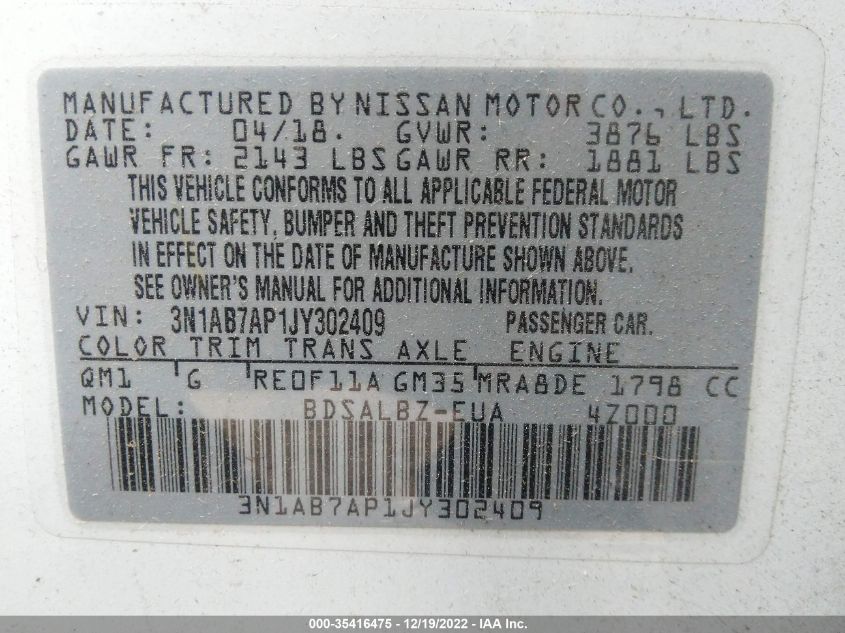 MANUFACTURED BY NISSAN MOTOR CO., LTD.
DATE: 04/18. GVWR: 3876 LBS
GAWR FR: 2143 LBS GAWR RR: 1881 LBS
THIS VEHICLE CONFORMS TO ALL APPLICABLE FEDERAL MOTOR
VEHICLE SAFETY, BUMPER AND THEFT PREVENTION STANDARDS
IN EFFECT ON THE DATE OF MANUFACTURE SHOWN ABOVE.
SEE OWNER'S MANUAL FOR ADDITIONAL INFORMATION.
VIN: 3N1AB7AP1JY302409 PASSENGER CAR.
COLOR TRIM TRANS AXLE ENGINE
QM1 G RE0F11A GM35 MRA8DE 1798 CC
MODEL: BDSALBZ-EUA 4Z000
3N1AB7AP1JY302409
000-35416475 - 12/19/2022 - IAAI.com